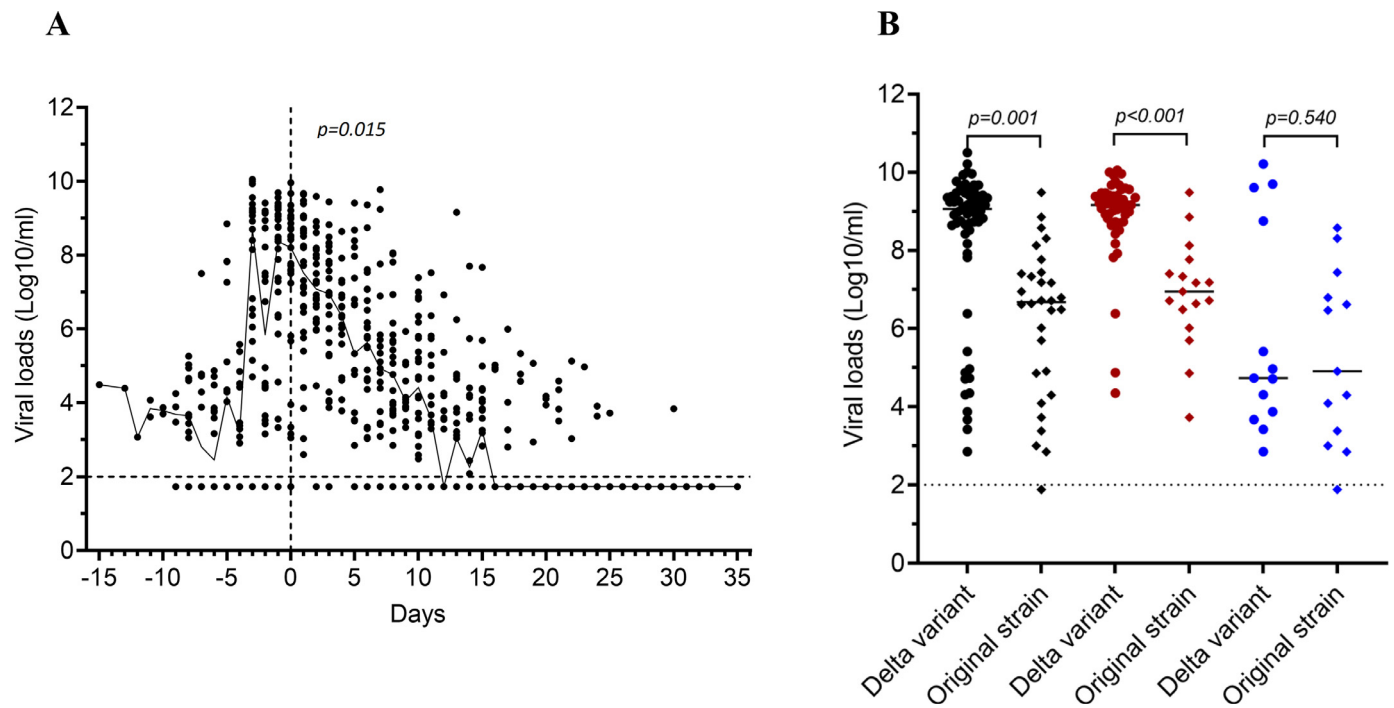 A
B
p=0.015
Viral loads (Log10/ml)
12
10
8
6
4
2
0
-15 -10 -5 0 5 10 15 20 25 30 35
Days
p=0.001 p<0.001 p=0.540
Viral loads (Log10/ml)
12
10
8
6
4
2
0
Delta variant
Original strain
Delta variant
Original strain
Delta variant
Original strain